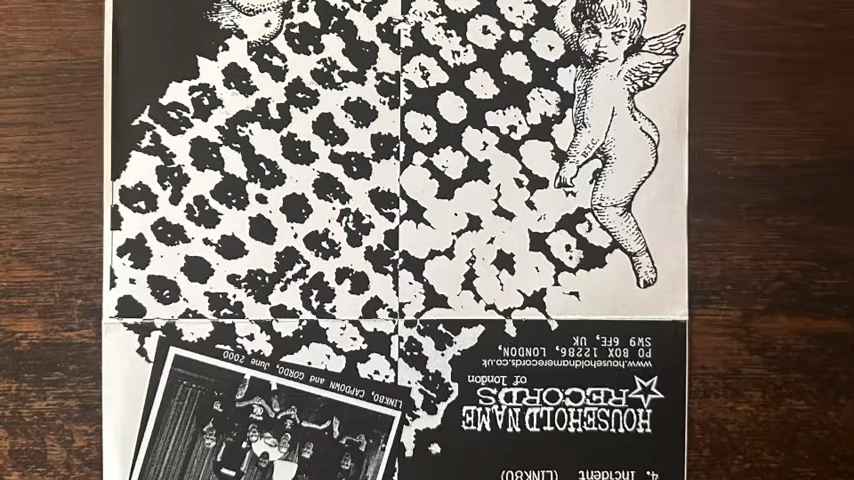 4. Incident (LINK80)
HOUSEHOLD NAME
RECORDS
of london
www.householdnamerecords.co.uk
PO BOX 12286, LONDON,
SW9 6FE, UK
LINK80, CAPDOWN and GORDO, June 2000